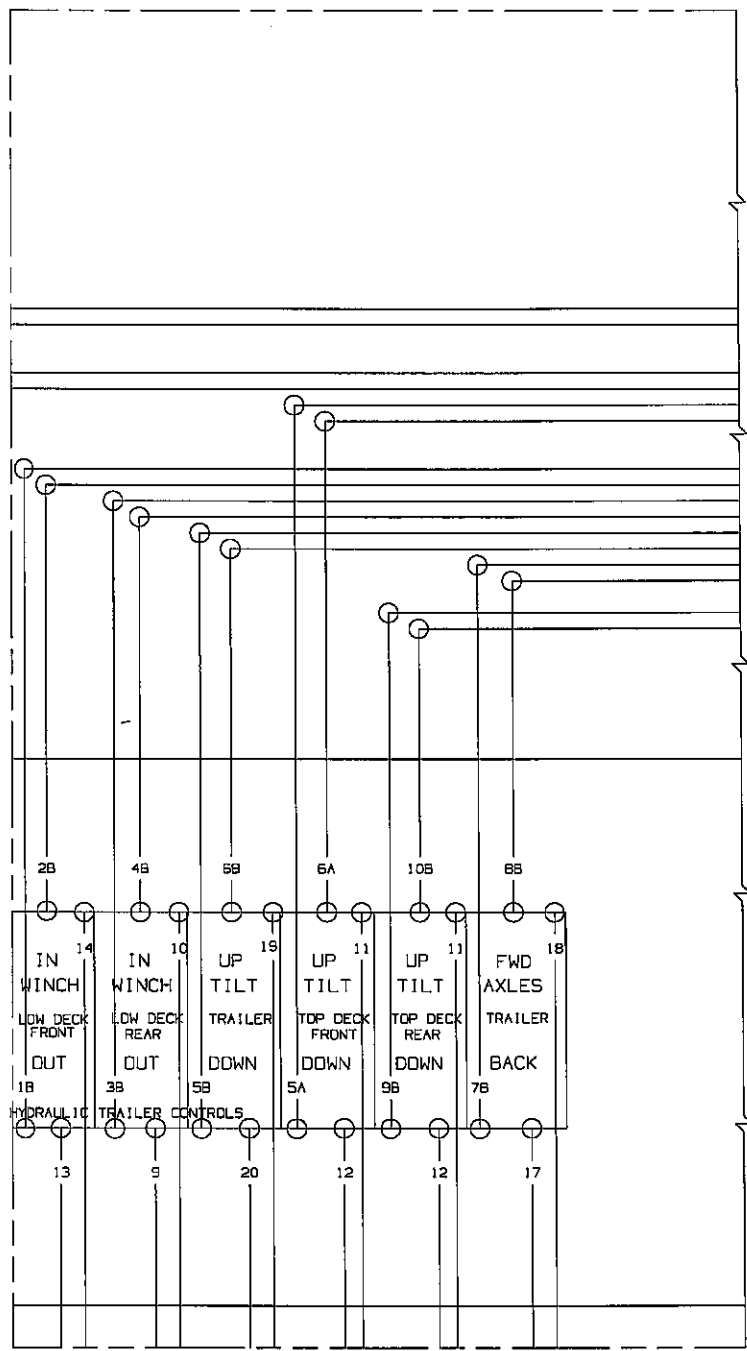 2B 4B 6B 6A 10B 8B
14 10 19 11 11 18
IN IN UP UP UP FWD
WINCH WINCH TILT TILT TILT AXLES
LOW DECK LOW DECK TRAILER TOP DECK TOP DECK TRAILER
FRONT REAR FRONT REAR
OUT OUT DOWN DOWN DOWN BACK
1B 3B 5B 5A 9B 7B
HYDRAULIC TRAILER CONTROLS
13 9 20 12 12 17